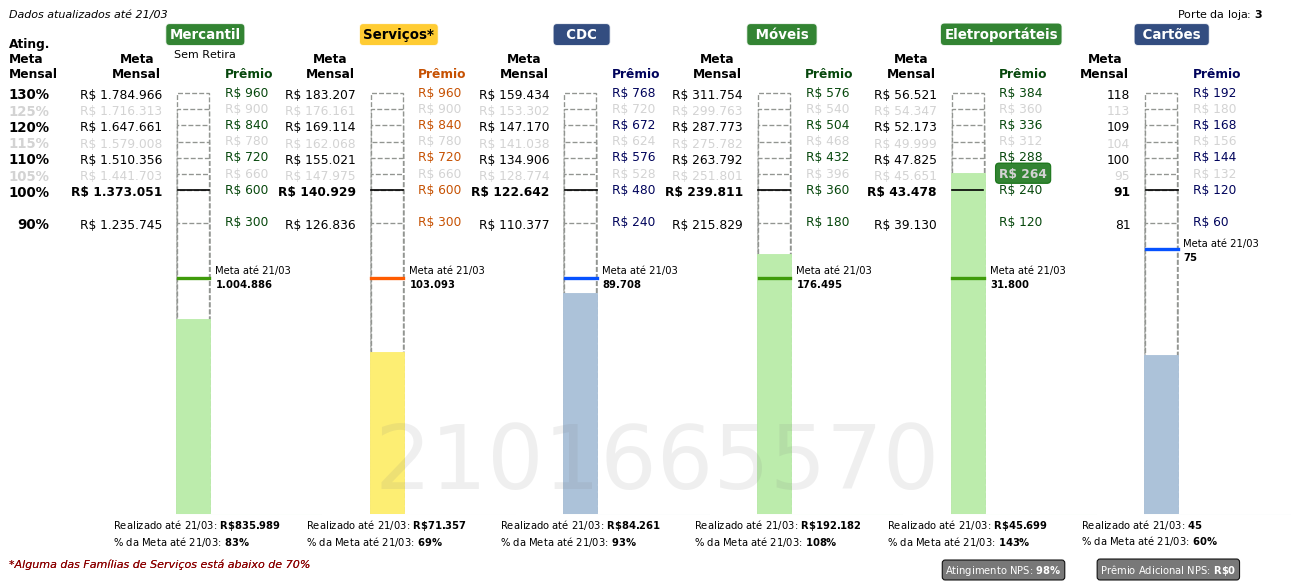 Dados atualizados até 21/03
Porte da loja: 3
Mercantil Serviços* CDC Móveis Eletroportáteis Cartões
Sem Retira
Ating. Meta Mensal
Meta Mensal Prêmio Meta Mensal Prêmio Meta Mensal Prêmio Meta Mensal Prêmio Meta Mensal Prêmio Meta Mensal Prêmio
130% R$ 1.784.966 R$ 960 R$ 183.207 R$ 960 R$ 159.434 R$ 768 R$ 311.754 R$ 576 R$ 56.521 R$ 384 118 R$ 192
125% R$ 1.716.313 R$ 900 R$ 176.161 R$ 900 R$ 153.302 R$ 720 R$ 299.763 R$ 540 R$ 54.347 R$ 360 113 R$ 180
120% R$ 1.647.661 R$ 840 R$ 169.114 R$ 840 R$ 147.170 R$ 672 R$ 287.773 R$ 504 R$ 52.173 R$ 336 109 R$ 168
115% R$ 1.579.008 R$ 780 R$ 162.068 R$ 780 R$ 141.038 R$ 624 R$ 275.782 R$ 468 R$ 49.999 R$ 312 104 R$ 156
110% R$ 1.510.356 R$ 720 R$ 155.021 R$ 720 R$ 134.906 R$ 576 R$ 263.792 R$ 432 R$ 47.825 R$ 288 100 R$ 144
105% R$ 1.441.703 R$ 660 R$ 147.975 R$ 660 R$ 128.774 R$ 528 R$ 251.801 R$ 396 R$ 45.651 R$ 264 95 R$ 132
100% R$ 1.373.051 R$ 600 R$ 140.929 R$ 600 R$ 122.642 R$ 480 R$ 239.811 R$ 360 R$ 43.478 R$ 240 91 R$ 120
90% R$ 1.235.745 R$ 300 R$ 126.836 R$ 300 R$ 110.377 R$ 240 R$ 215.829 R$ 180 R$ 39.130 R$ 120 81 R$ 60
Meta até 21/03 Meta até 21/03 Meta até 21/03 Meta até 21/03 Meta até 21/03 Meta até 21/03
1.004.886 103.093 89.708 176.495 31.800 75
2101665570
Realizado até 21/03: R$835.989 Realizado até 21/03: R$71.357 Realizado até 21/03: R$84.261 Realizado até 21/03: R$192.182 Realizado até 21/03: R$45.699 Realizado até 21/03: 45
% da Meta até 21/03: 83% % da Meta até 21/03: 69% % da Meta até 21/03: 93% % da Meta até 21/03: 108% % da Meta até 21/03: 143% % da Meta até 21/03: 60%
*Alguma das Famílias de Serviços está abaixo de 70%
Atingimento NPS: 98% Prêmio Adicional NPS: R$0